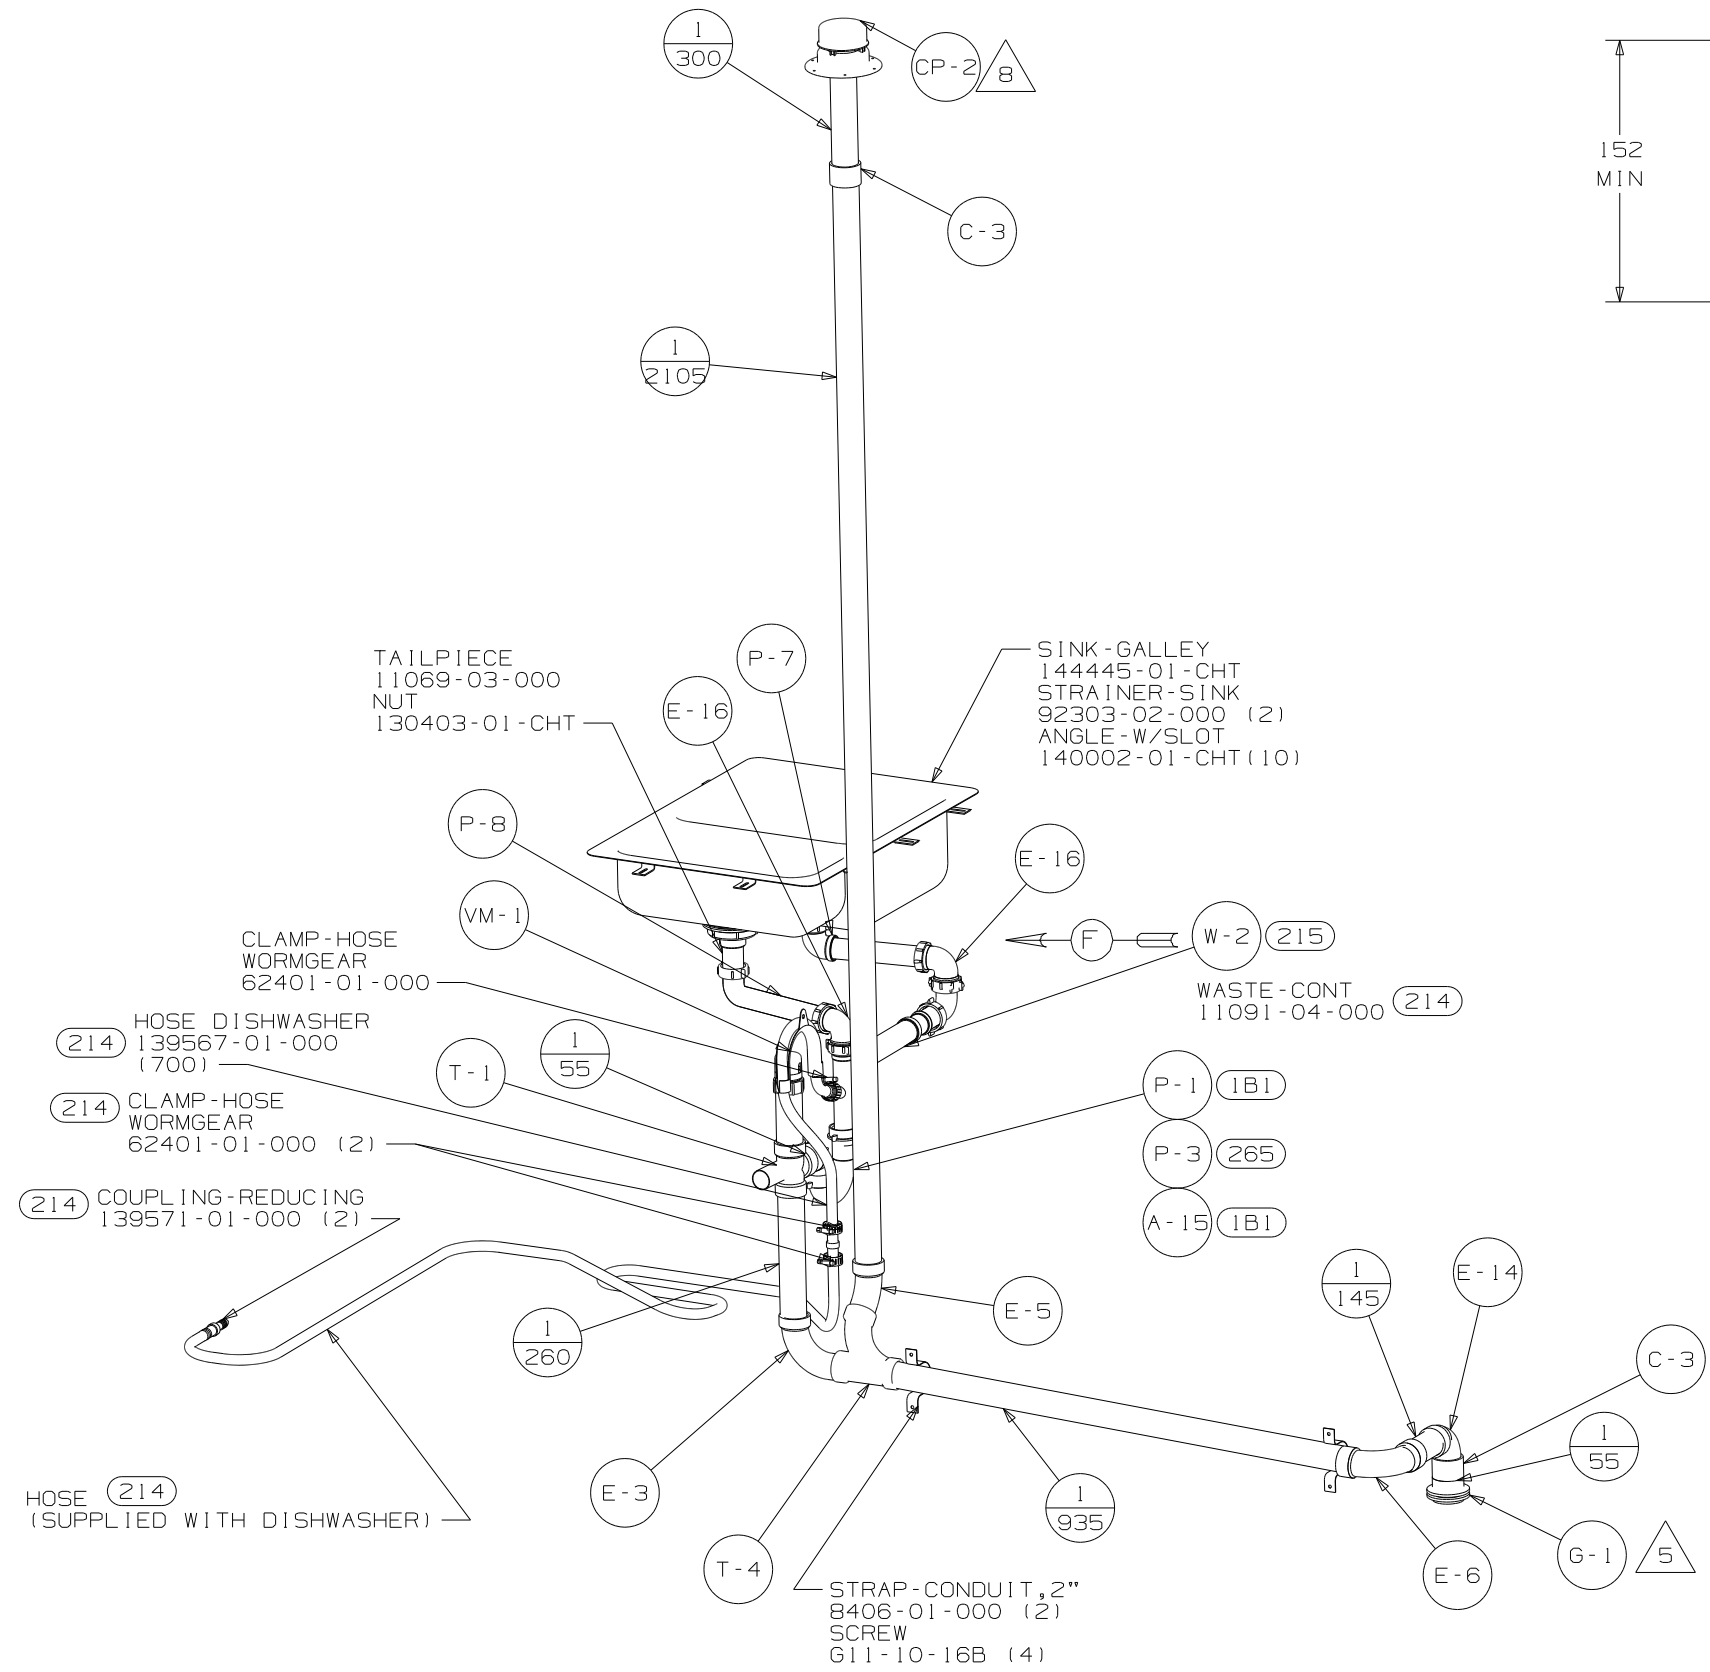 1
300
CP-2
8
152
MIN
C-3
1
2105
TAILPIECE
11069-03-000
NUT
130403-01-CHT
P-7
E-16
SINK-GALLEY
144445-01-CHT
STRAINER-SINK
92303-02-000 (2)
ANGLE-W/SLOT
140002-01-CHT(10)
P-8
E-16
VM-1
F
W-2
215
CLAMP-HOSE
WORMGEAR
62401-01-000
WASTE-CONT
11091-04-000
214
214
HOSE DISHWASHER
139567-01-000
(700)
1
55
T-1
P-1
1B1
214
CLAMP-HOSE
WORMGEAR
62401-01-000 (2)
P-3
265
214
COUPLING-REDUCING
139571-01-000 (2)
A-15
1B1
1
145
E-14
E-5
1
260
C-3
1
55
HOSE
214
(SUPPLIED WITH DISHWASHER)
E-3
1
935
T-4
E-6
G-1
5
STRAP-CONDUIT,2"
8406-01-000 (2)
SCREW
G11-10-16B (4)